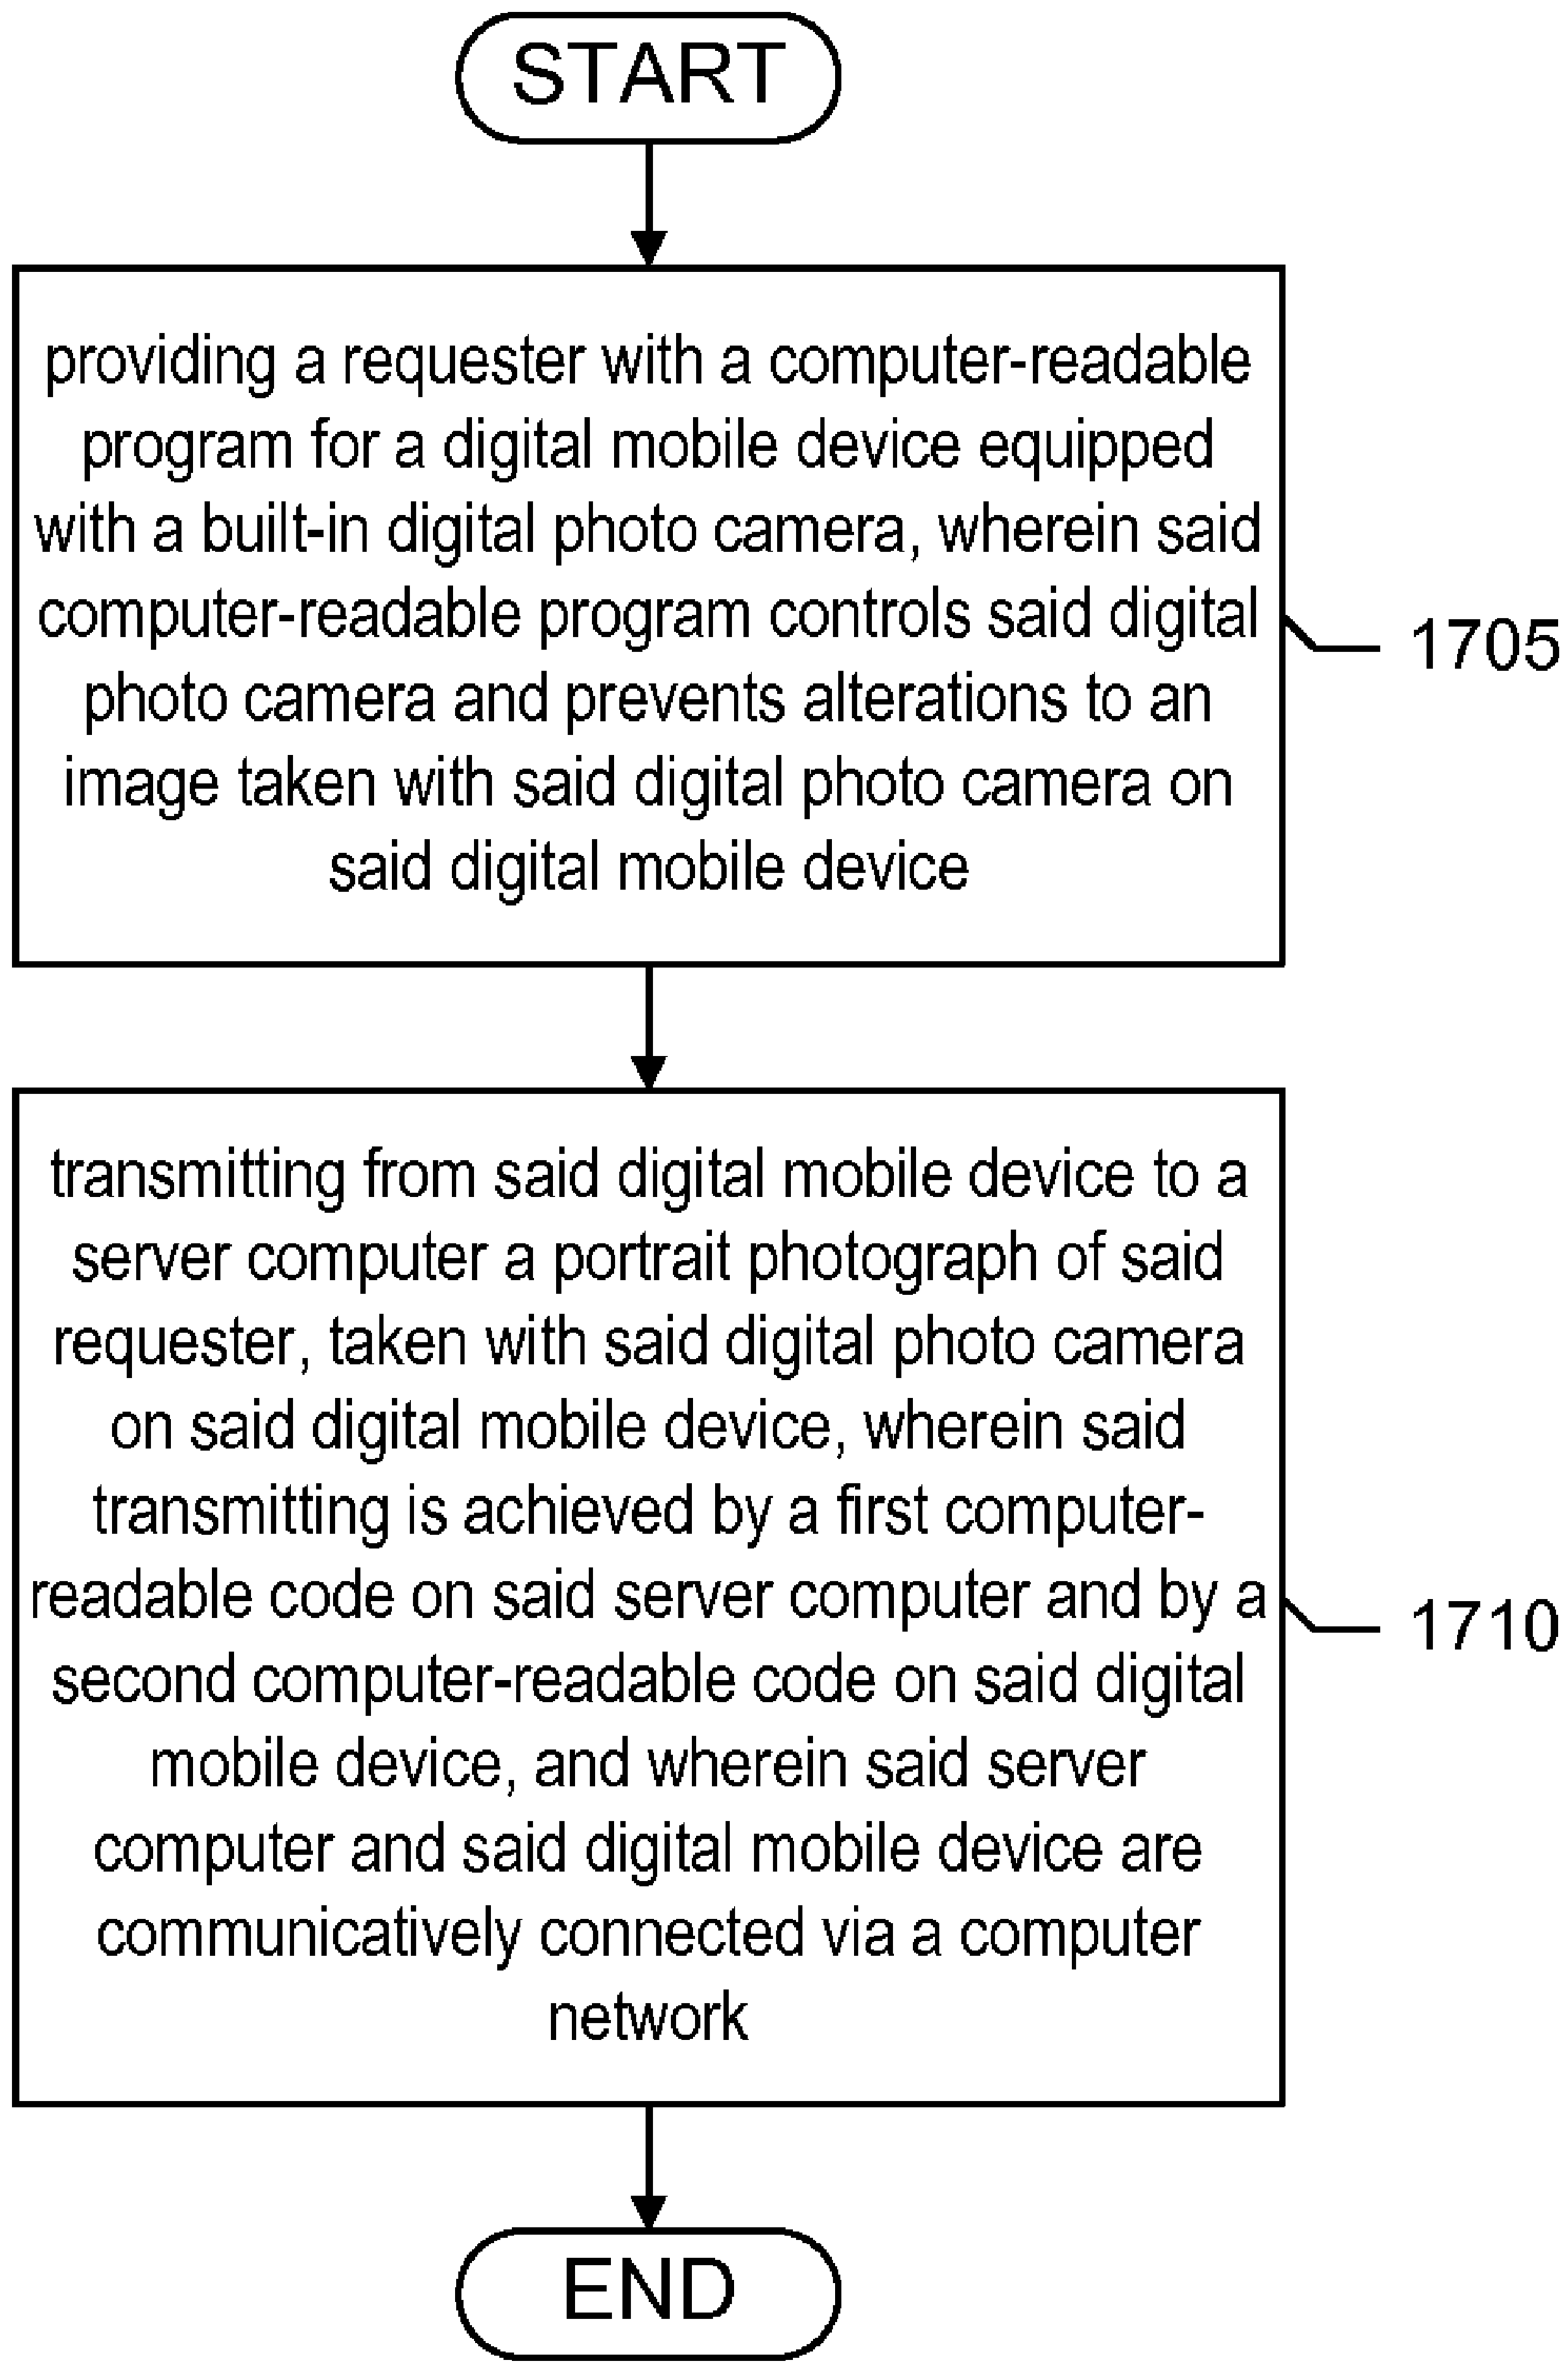 START
providing a requester with a computer-readable
program for a digital mobile device equipped
with a built-in digital photo camera, wherein said
computer-readable program controls said digital
photo camera and prevents alterations to an
image taken with said digital photo camera on
said digital mobile device
1705
transmitting from said digital mobile device to a
server computer a portrait photograph of said
requester, taken with said digital photo camera
on said digital mobile device, wherein said
transmitting is achieved by a first computer-
readable code on said server computer and by a
second computer-readable code on said digital
mobile device, and wherein said server
computer and said digital mobile device are
communicatively connected via a computer
network
1710
END